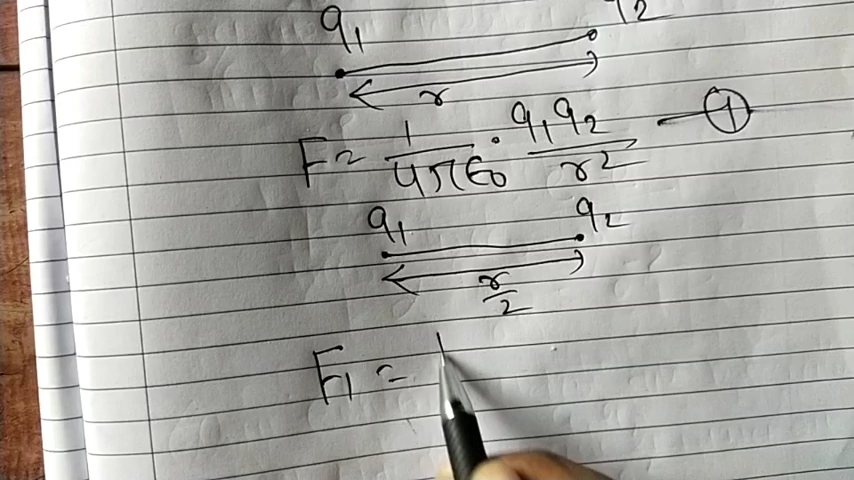 q₁ q₂
r
F = 1/4πε₀ · q₁q₂/r² — ①
q₁ q₂
r/2
F₁ =